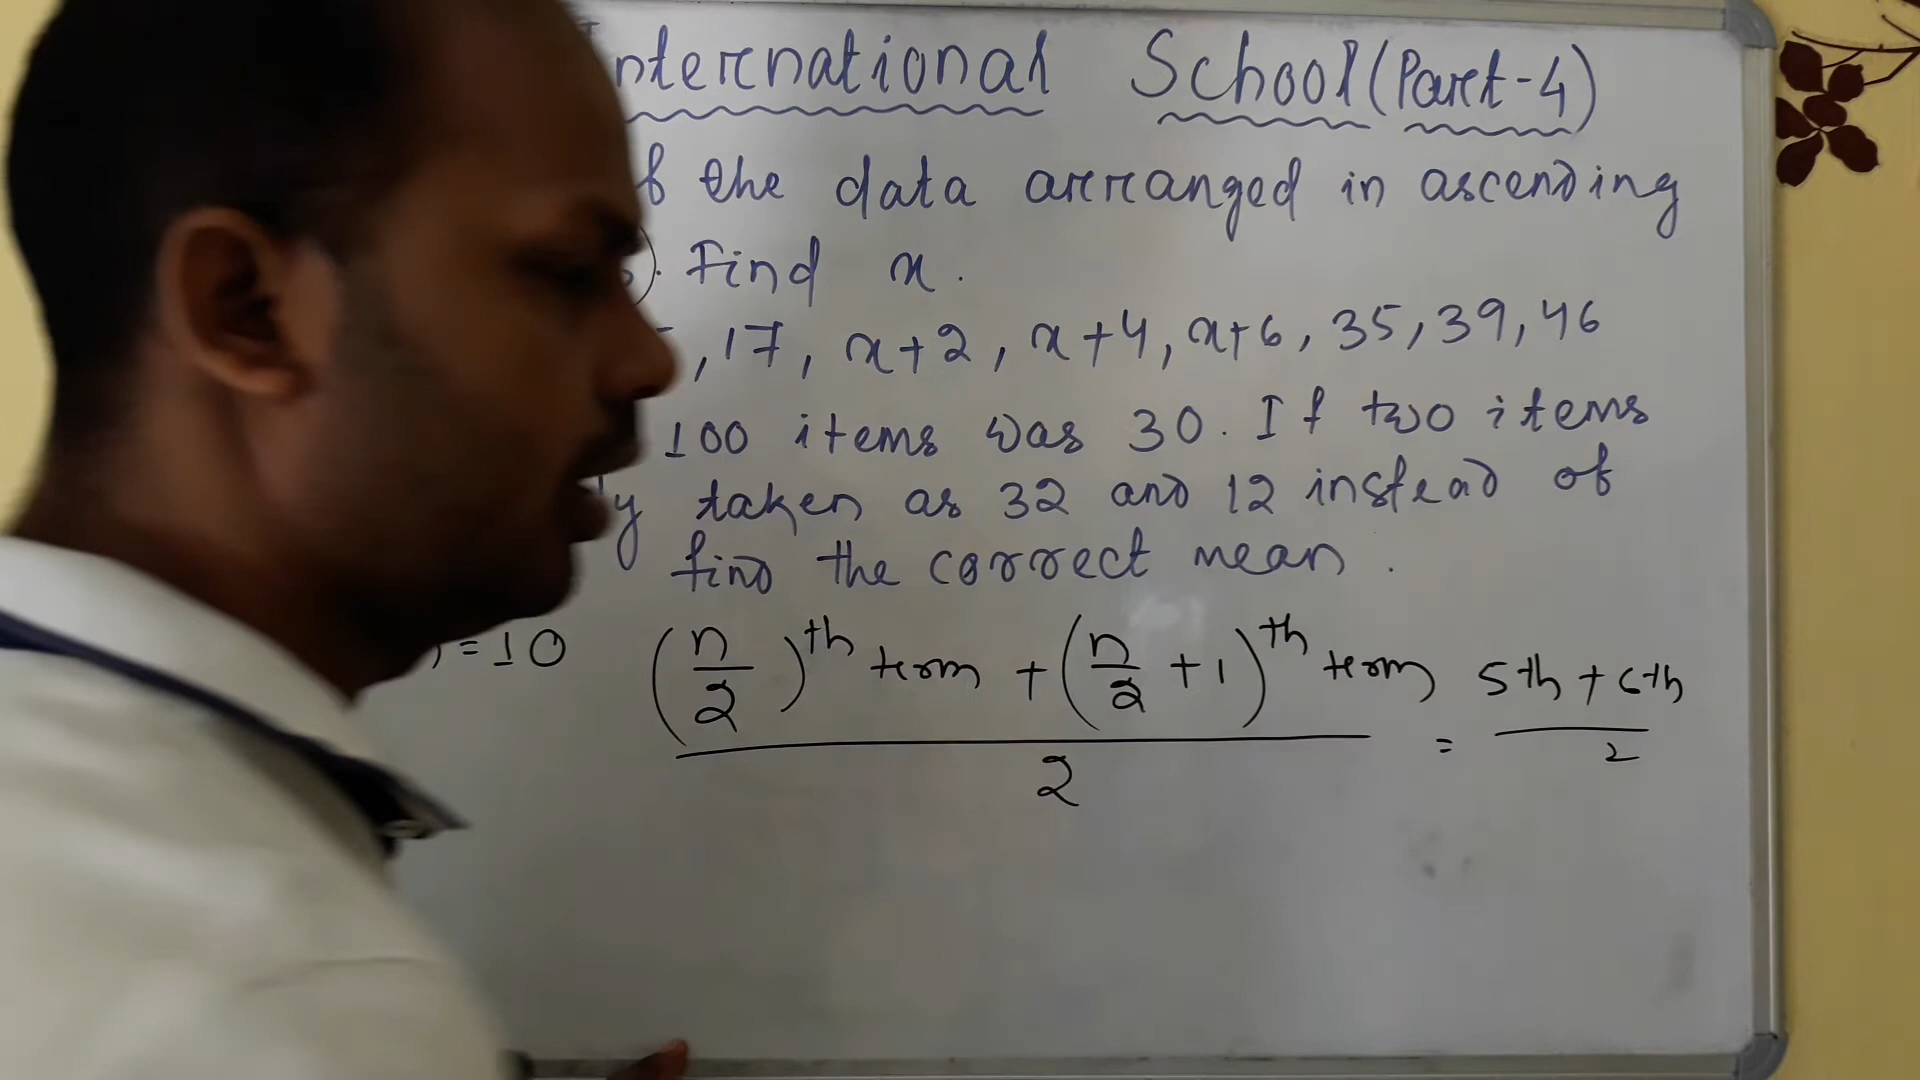 International School (Part-4)
the data arranged in ascending
Find x.
, 17, x+2, x+4, x+6, 35, 39, 46
100 items was 30. If two items
taken as 32 and 12 instead of
find the correct mean.
= 10 (n/2)th term + (n/2 + 1)th term / 2 = 5th + 6th / 2